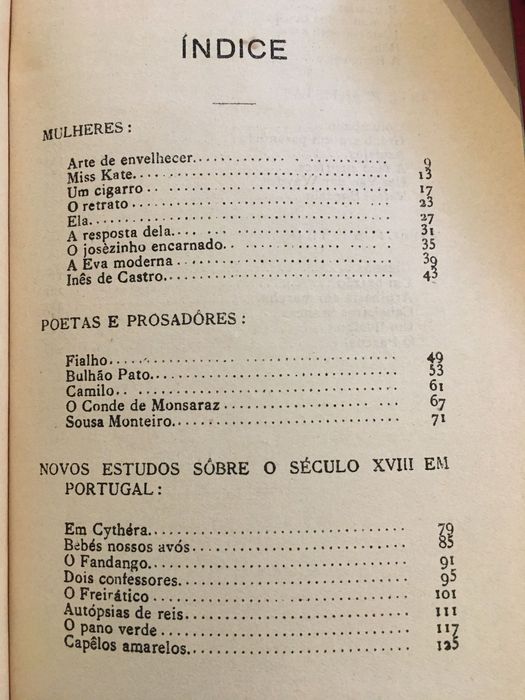 ÍNDICE
MULHERES:
Arte de envelhecer. 9
Miss Kate. 13
Um cigarro 17
O retrato 23
Ela. 27
A resposta dela. 31
O josèzinho encarnado. 35
A Eva moderna 39
Inês de Castro. 43
POETAS E PROSADÓRES:
Fialho. 49
Bulhão Pato. 53
Camilo. 61
O Conde de Monsaraz 67
Sousa Monteiro. 71
NOVOS ESTUDOS SÔBRE O SÉCULO XVIII EM
PORTUGAL:
Em Cythéra. 79
Bébés nossos avós. 85
O Fandango. 91
Dois confessores. 95
O Freirático 101
Autópsias de reis. 111
O pano verde 117
Capêlos amarelos. 125